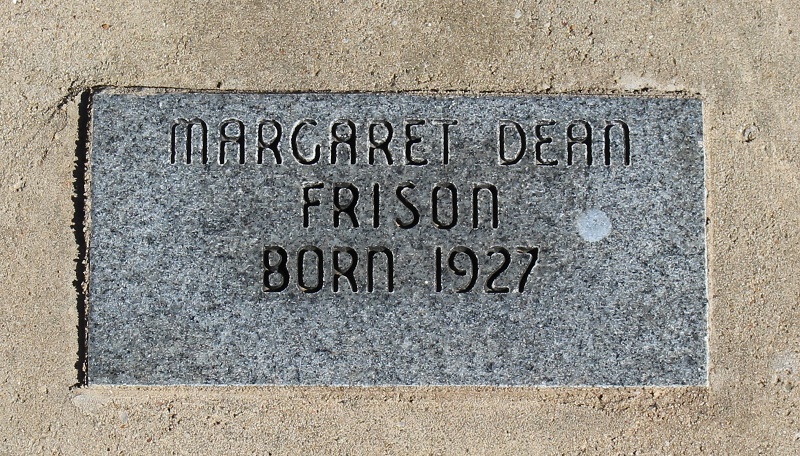 MARGARET DEAN
FRISON
BORN 1927